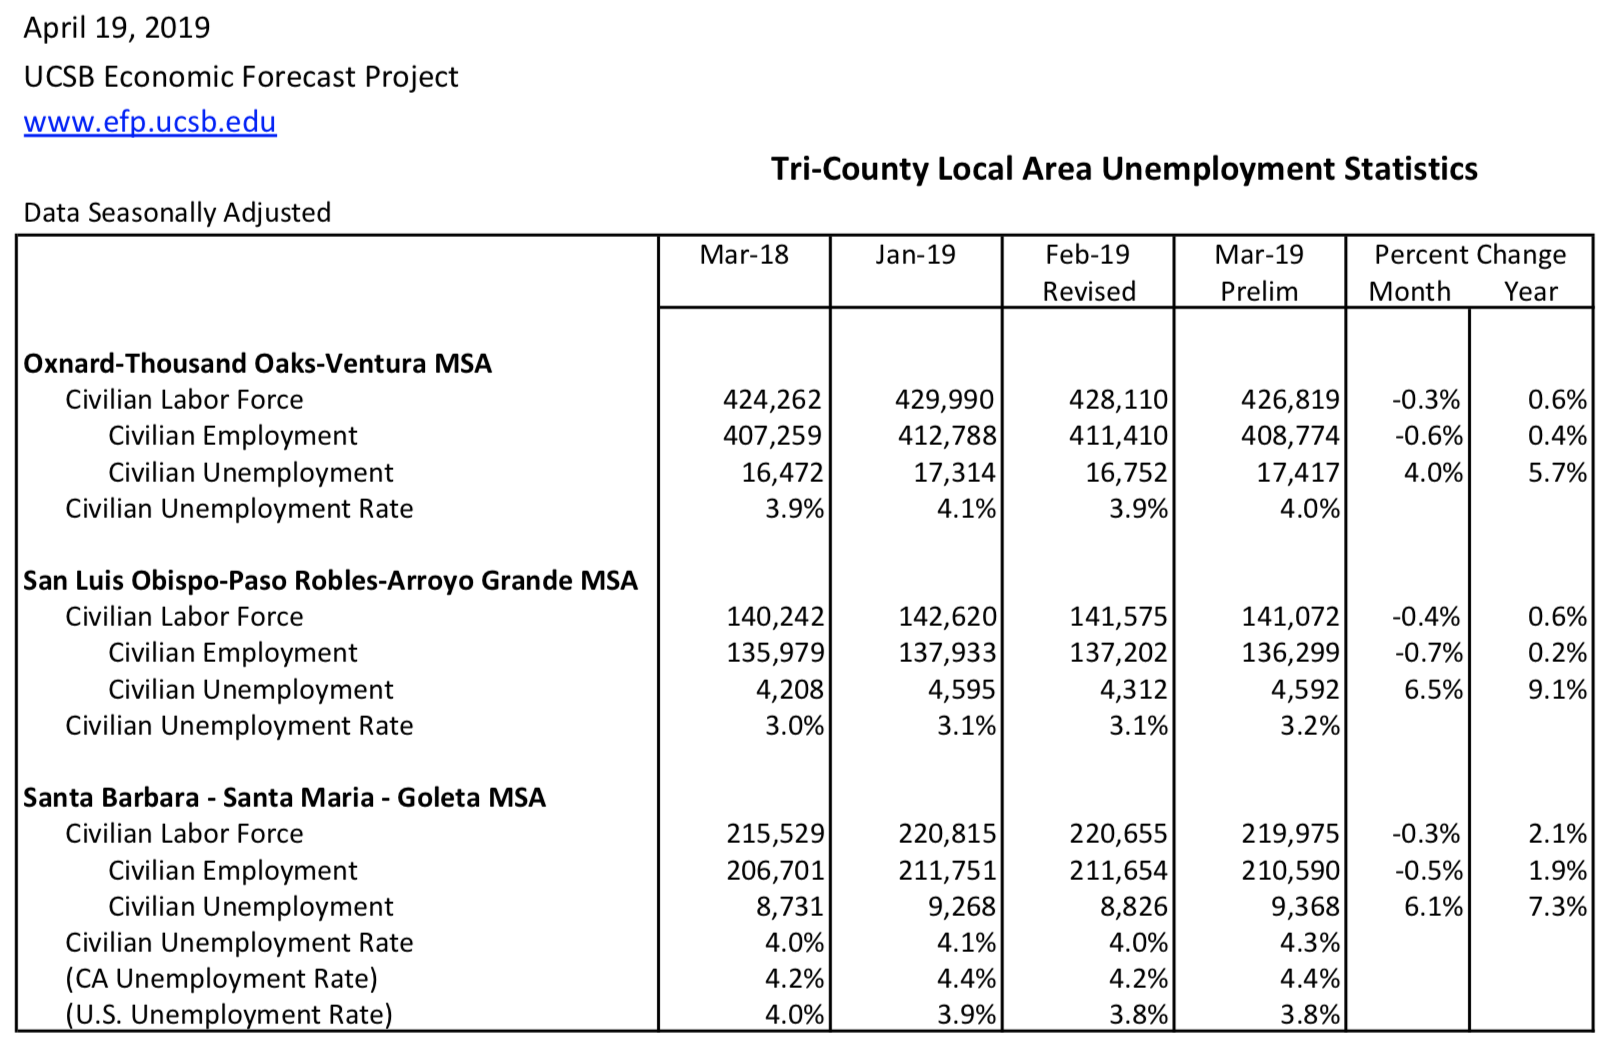 April 19, 2019
UCSB Economic Forecast Project
www.efp.ucsb.edu
Tri-County Local Area Unemployment Statistics
Data Seasonally Adjusted
Mar-18 Jan-19 Feb-19 Mar-19 Percent Change
Revised Prelim Month Year
Oxnard-Thousand Oaks-Ventura MSA
Civilian Labor Force 424,262 429,990 428,110 426,819 -0.3% 0.6%
Civilian Employment 407,259 412,788 411,410 408,774 -0.6% 0.4%
Civilian Unemployment 16,472 17,314 16,752 17,417 4.0% 5.7%
Civilian Unemployment Rate 3.9% 4.1% 3.9% 4.0%
San Luis Obispo-Paso Robles-Arroyo Grande MSA
Civilian Labor Force 140,242 142,620 141,575 141,072 -0.4% 0.6%
Civilian Employment 135,979 137,933 137,202 136,299 -0.7% 0.2%
Civilian Unemployment 4,208 4,595 4,312 4,592 6.5% 9.1%
Civilian Unemployment Rate 3.0% 3.1% 3.1% 3.2%
Santa Barbara - Santa Maria - Goleta MSA
Civilian Labor Force 215,529 220,815 220,655 219,975 -0.3% 2.1%
Civilian Employment 206,701 211,751 211,654 210,590 -0.5% 1.9%
Civilian Unemployment 8,731 9,268 8,826 9,368 6.1% 7.3%
Civilian Unemployment Rate 4.0% 4.1% 4.0% 4.3%
(CA Unemployment Rate) 4.2% 4.4% 4.2% 4.4%
(U.S. Unemployment Rate) 4.0% 3.9% 3.8% 3.8%